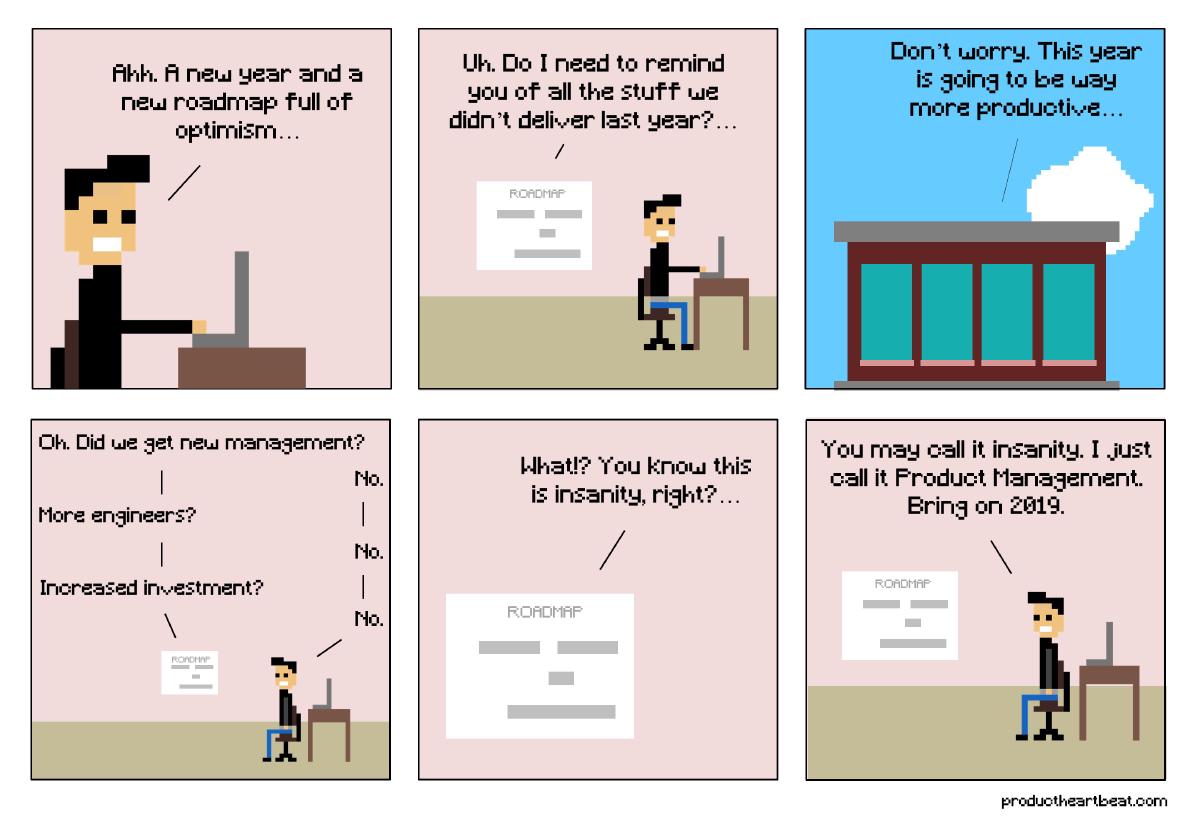 Ahh. A new year and a
new roadmap full of
optimism...
Uh. Do I need to remind
you of all the stuff we
didn't deliver last year?...
ROADMAP
Don't worry. This year
is going to be way
more productive...
Oh. Did we get new management?
No.
More engineers?
No.
Increased investment?
No.
ROADMAP
What!? You know this
is insanity, right?...
ROADMAP
You may call it insanity. I just
call it Product Management.
Bring on 2019.
ROADMAP
productheartbeat.com